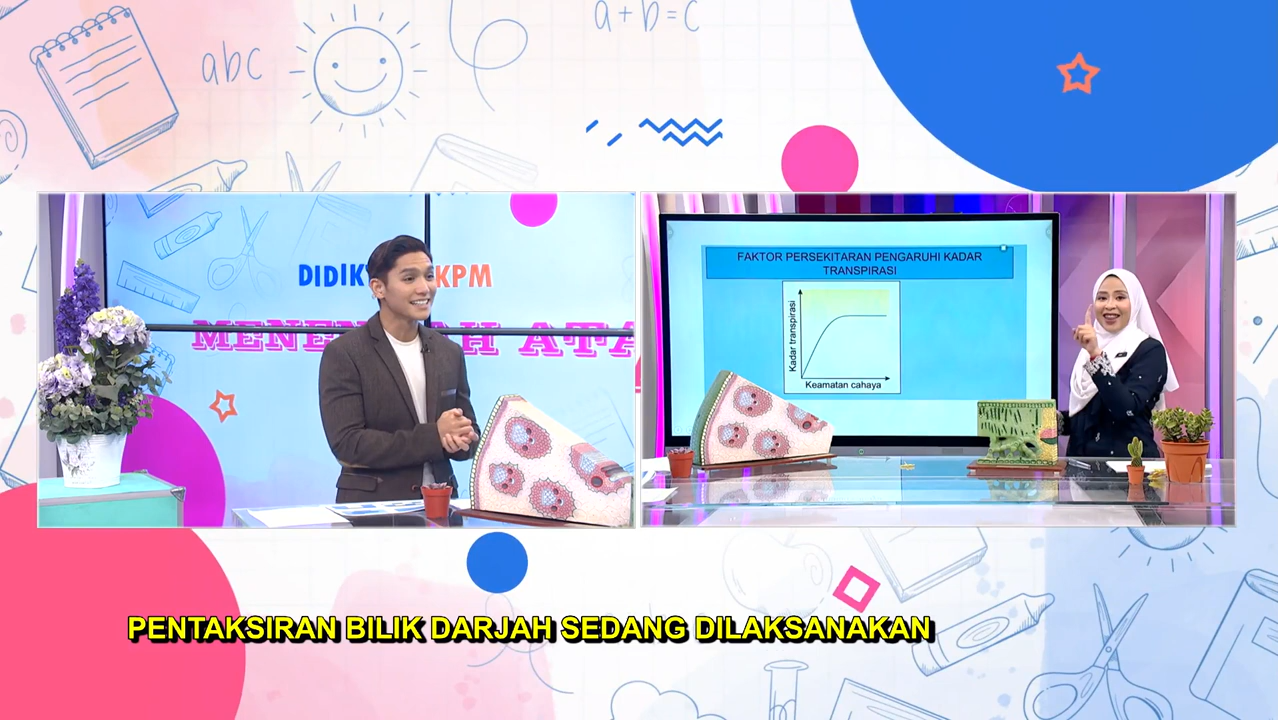 abc
a+b=c
DIDIK
KPM
FAKTOR PERSEKITARAN PENGARUHI KADAR
TRANSPIRASI
Kadar transpirasi
Keamatan cahaya
PENTAKSIRAN BILIK DARJAH SEDANG DILAKSANAKAN